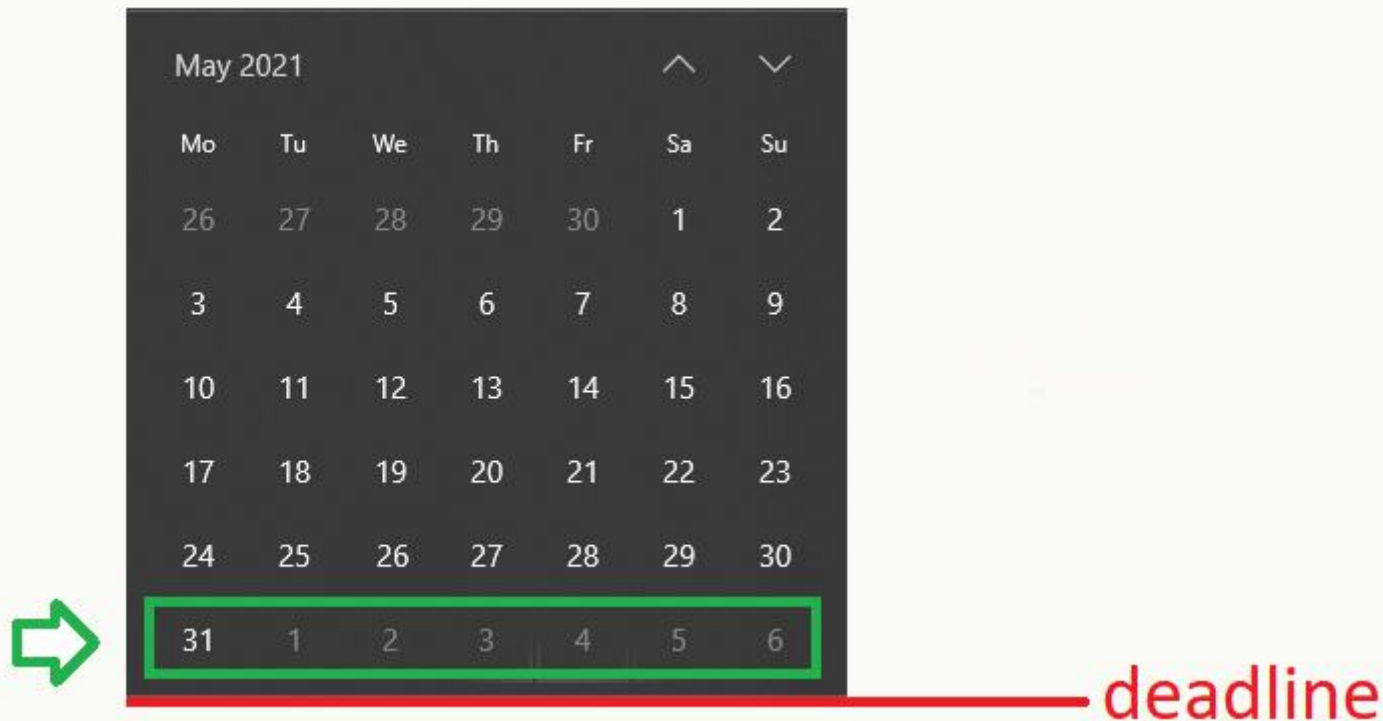 May 2021
Mo Tu We Th Fr Sa Su
26 27 28 29 30 1 2
3 4 5 6 7 8 9
10 11 12 13 14 15 16
17 18 19 20 21 22 23
24 25 26 27 28 29 30
31 1 2 3 4 5 6
deadline